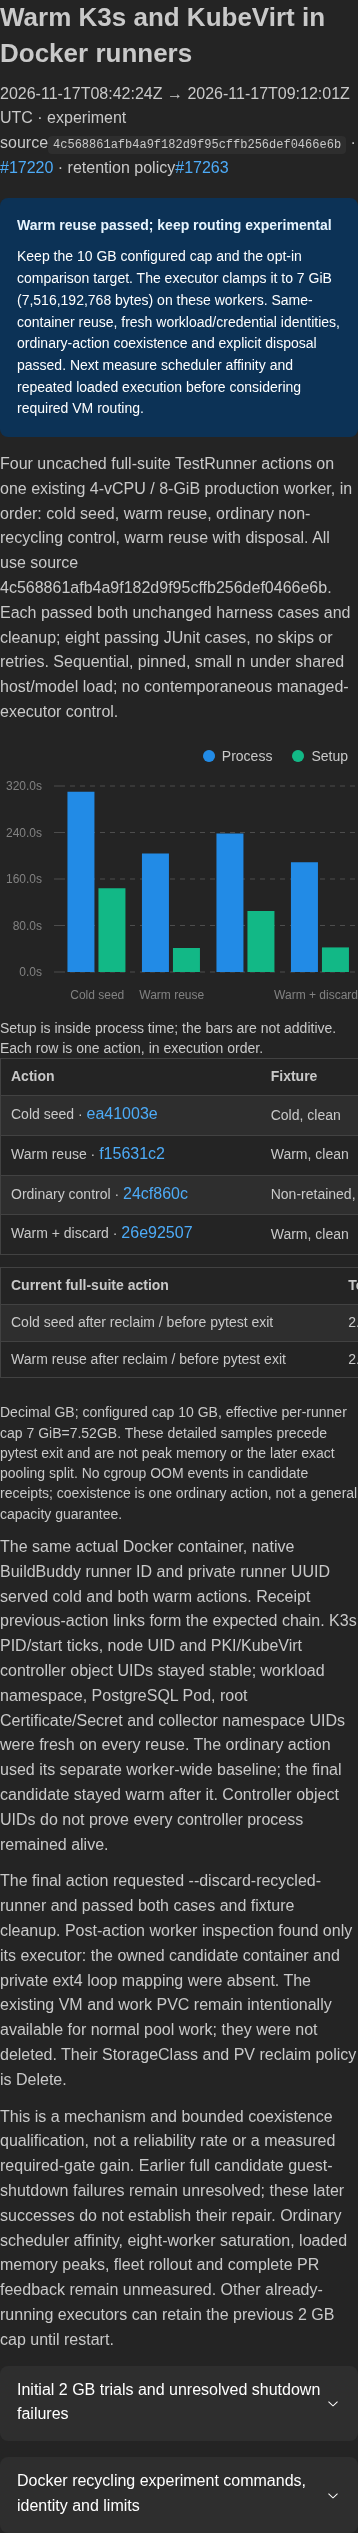 Warm K3s and KubeVirt in
Docker runners
2026-11-17T08:42:24Z → 2026-11-17T09:12:01Z
UTC · experiment
source 4c568861afb4a9f182d9f95cffb256def0466e6b ·
#17220 · retention policy#17263
Warm reuse passed; keep routing experimental
Keep the 10 GB configured cap and the opt-in
comparison target. The executor clamps it to 7 GiB
(7,516,192,768 bytes) on these workers. Same-
container reuse, fresh workload/credential identities,
ordinary-action coexistence and explicit disposal
passed. Next measure scheduler affinity and
repeated loaded execution before considering
required VM routing.
Four uncached full-suite TestRunner actions on
one existing 4-vCPU / 8-GiB production worker, in
order: cold seed, warm reuse, ordinary non-
recycling control, warm reuse with disposal. All
use source
4c568861afb4a9f182d9f95cffb256def0466e6b.
Each passed both unchanged harness cases and
cleanup; eight passing JUnit cases, no skips or
retries. Sequential, pinned, small n under shared
host/model load; no contemporaneous managed-
executor control.
Process Setup
320.0s
240.0s
160.0s
80.0s
0.0s
Cold seed Warm reuse Warm + discard
Setup is inside process time; the bars are not additive.
Each row is one action, in execution order.
Action Fixture
Cold seed · ea41003e Cold, clean
Warm reuse · f15631c2 Warm, clean
Ordinary control · 24cf860c Non-retained,
Warm + discard · 26e92507 Warm, clean
Current full-suite action
Cold seed after reclaim / before pytest exit 2.
Warm reuse after reclaim / before pytest exit 2.
Decimal GB; configured cap 10 GB, effective per-runner
cap 7 GiB=7.52GB. These detailed samples precede
pytest exit and are not peak memory or the later exact
pooling split. No cgroup OOM events in candidate
receipts; coexistence is one ordinary action, not a general
capacity guarantee.
The same actual Docker container, native
BuildBuddy runner ID and private runner UUID
served cold and both warm actions. Receipt
previous-action links form the expected chain. K3s
PID/start ticks, node UID and PKI/KubeVirt
controller object UIDs stayed stable; workload
namespace, PostgreSQL Pod, root
Certificate/Secret and collector namespace UIDs
were fresh on every reuse. The ordinary action
used its separate worker-wide baseline; the final
candidate stayed warm after it. Controller object
UIDs do not prove every controller process
remained alive.
The final action requested --discard-recycled-
runner and passed both cases and fixture
cleanup. Post-action worker inspection found only
its executor: the owned candidate container and
private ext4 loop mapping were absent. The
existing VM and work PVC remain intentionally
available for normal pool work; they were not
deleted. Their StorageClass and PV reclaim policy
is Delete.
This is a mechanism and bounded coexistence
qualification, not a reliability rate or a measured
required-gate gain. Earlier full candidate guest-
shutdown failures remain unresolved; these later
successes do not establish their repair. Ordinary
scheduler affinity, eight-worker saturation, loaded
memory peaks, fleet rollout and complete PR
feedback remain unmeasured. Other already-
running executors can retain the previous 2 GB
cap until restart.
Initial 2 GB trials and unresolved shutdown
failures
Docker recycling experiment commands,
identity and limits